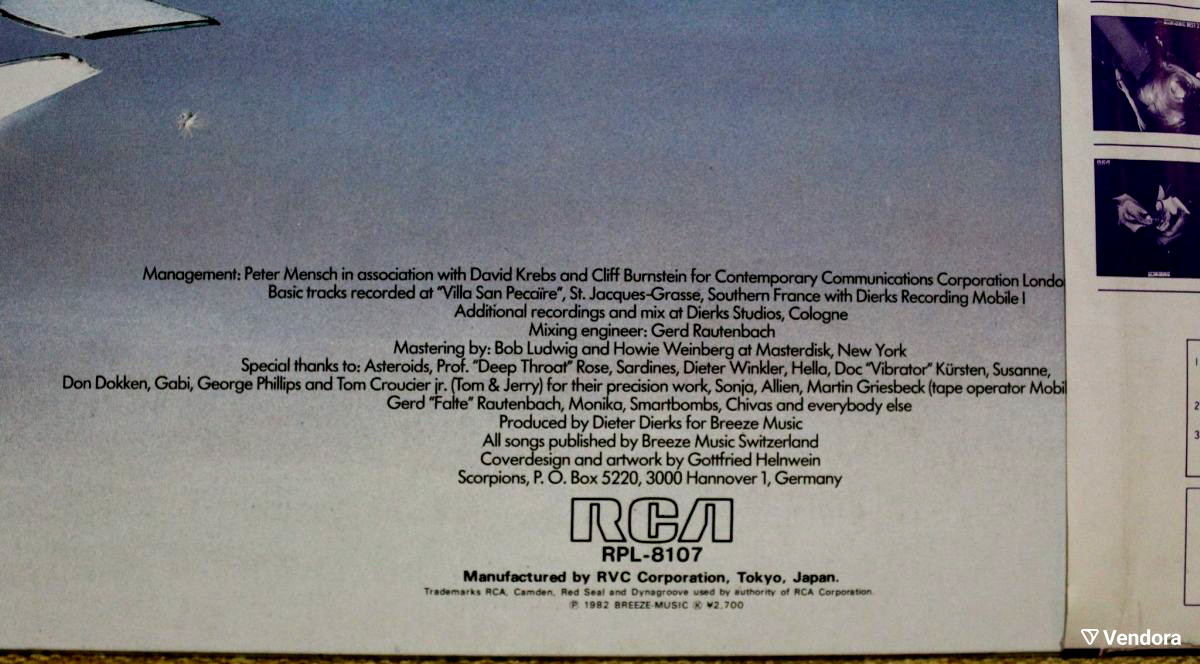 Management: Peter Mensch in association with David Krebs and Cliff Burnstein for Contemporary Communications Corporation Londo
Basic tracks recorded at "Villa San Pecaïre", St. Jacques-Grasse, Southern France with Dierks Recording Mobile I
Additional recordings and mix at Dierks Studios, Cologne
Mixing engineer: Gerd Rautenbach
Mastering by: Bob Ludwig and Howie Weinberg at Masterdisk, New York
Special thanks to: Asteroids, Prof. "Deep Throat" Rose, Sardines, Dieter Winkler, Hella, Doc "Vibrator" Kürsten, Susanne,
Don Dokken, Gabi, George Phillips and Tom Croucier jr. (Tom & Jerry) for their precision work, Sonja, Allien, Martin Griesbeck (tape operator Mobil
Gerd "Falte" Rautenbach, Monika, Smartbombs, Chivas and everybody else
Produced by Dieter Dierks for Breeze Music
All songs published by Breeze Music Switzerland
Coverdesign and artwork by Gottfried Helnwein
Scorpions, P. O. Box 5220, 3000 Hannover 1, Germany
RCA
RPL-8107
Manufactured by RVC Corporation, Tokyo, Japan.
Trademarks RCA, Camden, Red Seal and Dynagroove used by authority of RCA Corporation.
Ⓟ 1982 BREEZE-MUSIC Ⓡ ¥2,700
RCA
1
2
3
Vendora